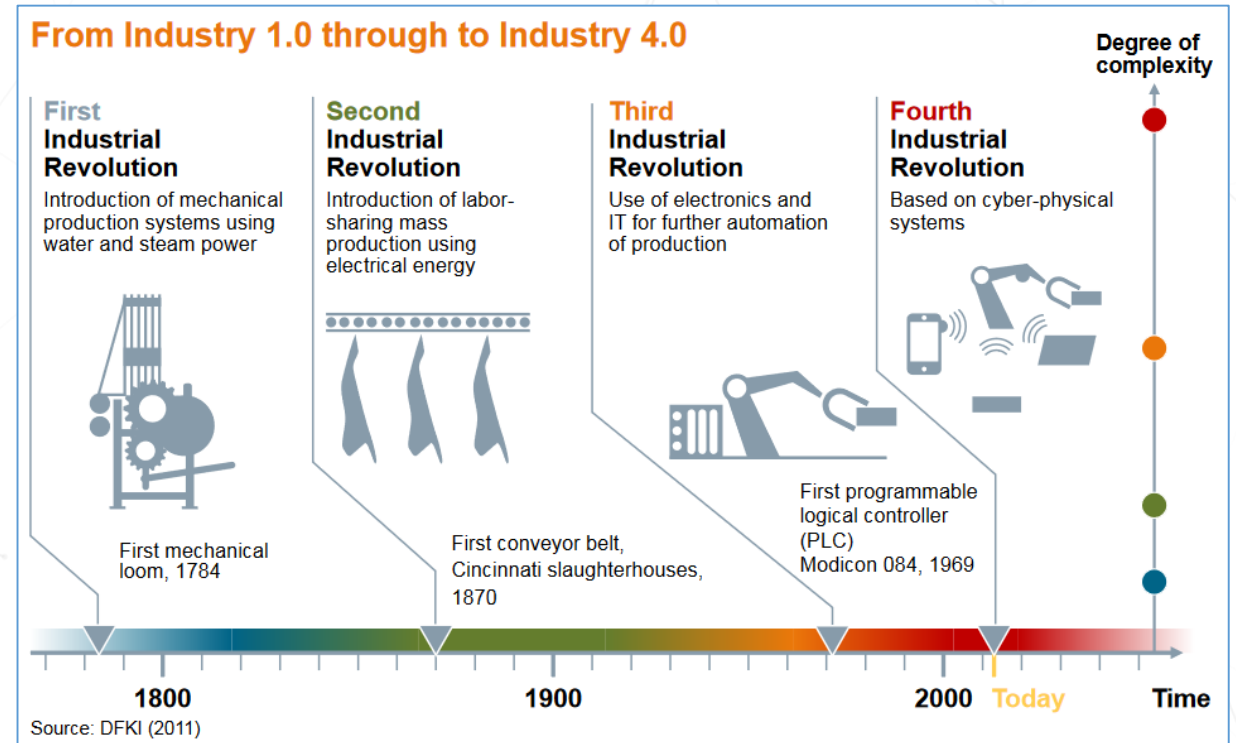 From Industry 1.0 through to Industry 4.0
Degree of
complexity
First
Industrial
Revolution
Introduction of mechanical
production systems using
water and steam power
Second
Industrial
Revolution
Introduction of labor-
sharing mass
production using
electrical energy
Third
Industrial
Revolution
Use of electronics and
IT for further automation
of production
Fourth
Industrial
Revolution
Based on cyber-physical
systems
First mechanical
loom, 1784
First conveyor belt,
Cincinnati slaughterhouses,
1870
First programmable
logical controller
(PLC)
Modicon 084, 1969
1800
1900
2000
Today
Time
Source: DFKI (2011)